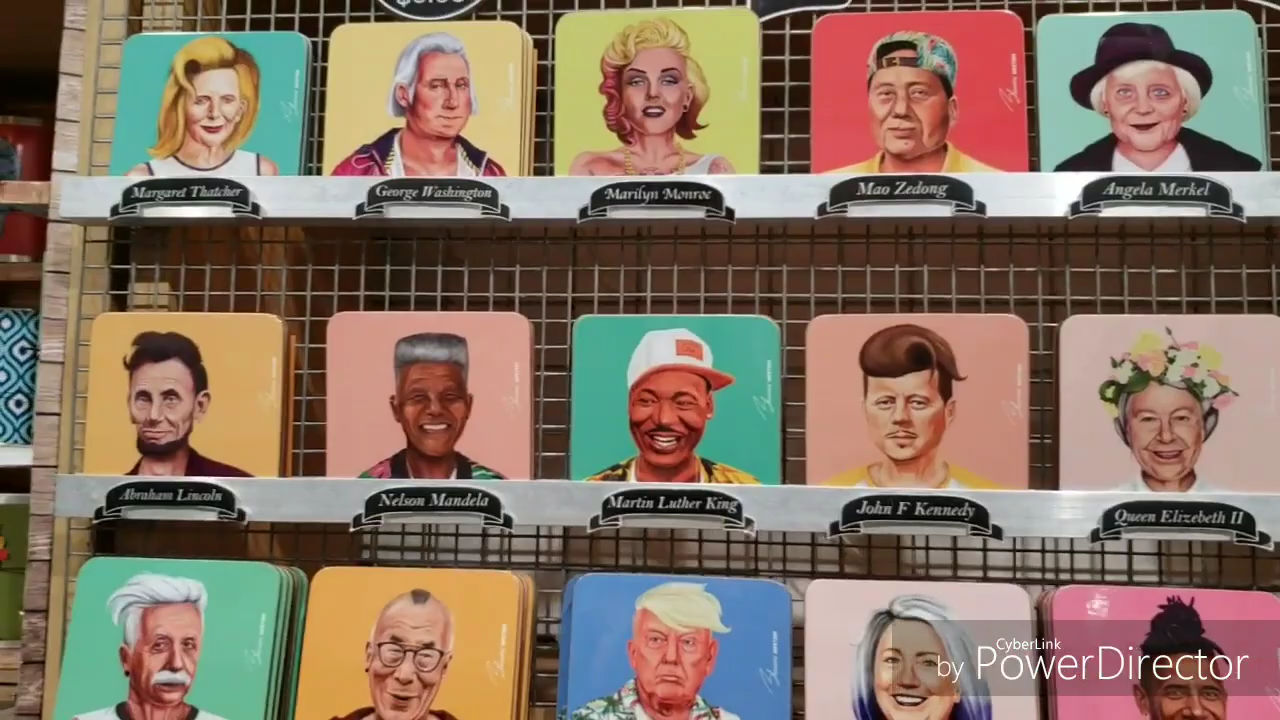 Margaret Thatcher
George Washington
Marilyn Monroe
Mao Zedong
Angela Merkel
Abraham Lincoln
Nelson Mandela
Martin Luther King
John F Kennedy
Queen Elizebeth II
CyberLink
by PowerDirector